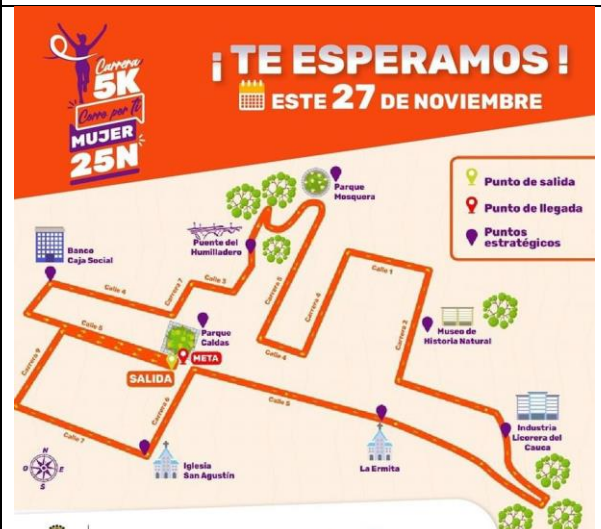 Carrera
5K
Corro por ti
MUJER
25N
¡TE ESPERAMOS!
ESTE 27 DE NOVIEMBRE
Punto de salida
Punto de llegada
Puntos
estratégicos
Parque
Mosquera
Puente del
Humilladero
Banco
Caja Social
Calle 4
Carrera 7
Calle 3
Carrera 5
Carrera 4
Calle 1
Calle 5
Parque
Caldas
Calle 4
Carrera 2
Museo de
Historia Natural
META
SALIDA
Carrera 9
Carrera 6
Calle 5
Calle 7
Iglesia
San Agustín
La Ermita
Industria
Licorera del
Cauca
N
O
E
S